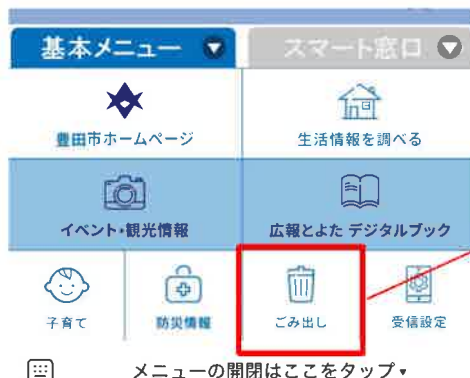 基本メニュー スマート窓口
豊田市ホームページ 生活情報を調べる
イベント・観光情報 広報とよた デジタルブック
子育て 防災情報 ごみ出し 受信設定
メニューの開閉はここをタップ▾